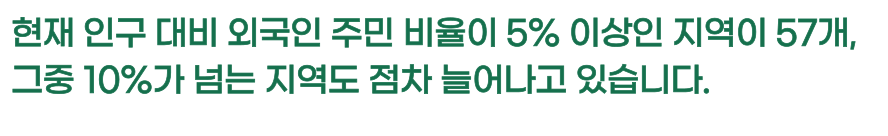 현재 인구 대비 외국인 주민 비율이 5% 이상인 지역이 57개,
그중 10%가 넘는 지역도 점차 늘어나고 있습니다.